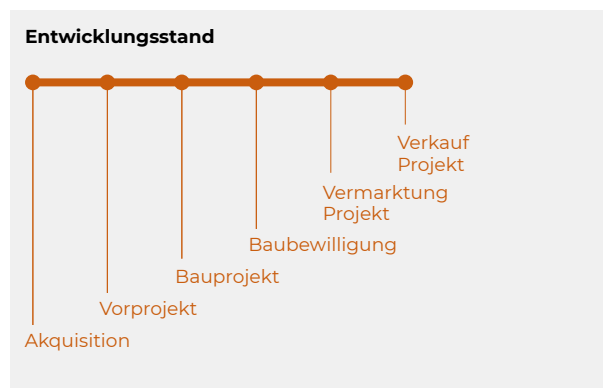 Entwicklungsstand
Verkauf
Projekt
Vermarktung
Projekt
Baubewilligung
Bauprojekt
Vorprojekt
Akquisition